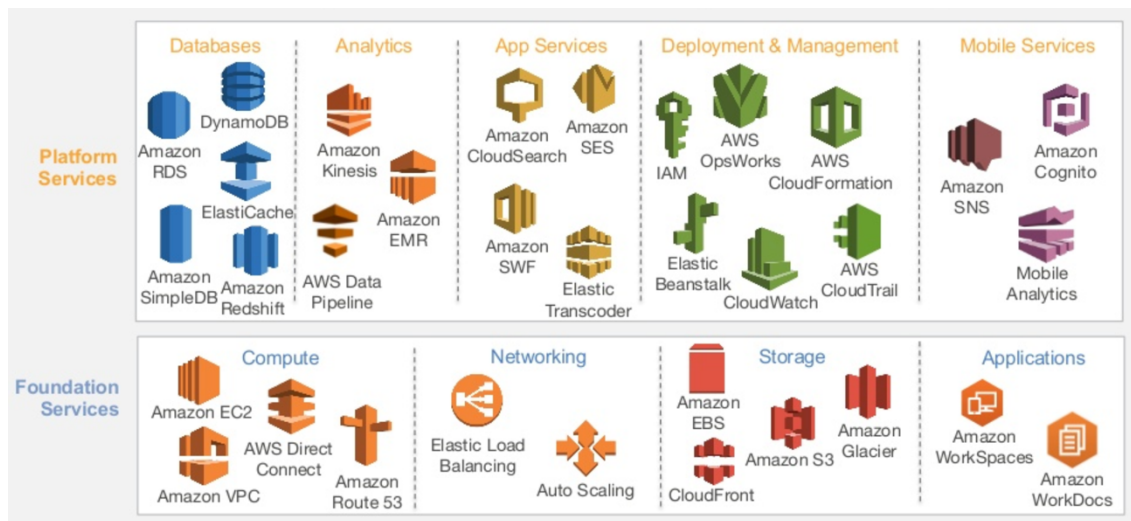 Platform
Services
Databases
DynamoDB
Amazon
RDS
ElastiCache
Amazon
SimpleDB
Amazon
Redshift
Analytics
Amazon
Kinesis
Amazon
EMR
AWS Data
Pipeline
App Services
Amazon
CloudSearch
Amazon
SES
Amazon
SWF
Elastic
Transcoder
Deployment & Management
IAM
AWS
OpsWorks
AWS
CloudFormation
Elastic
Beanstalk
CloudWatch
AWS
CloudTrail
Mobile Services
Amazon
SNS
Amazon
Cognito
Mobile
Analytics
Foundation
Services
Compute
Amazon EC2
AWS Direct
Connect
Amazon VPC
Amazon
Route 53
Networking
Elastic Load
Balancing
Auto Scaling
Storage
Amazon
EBS
Amazon S3
Amazon
Glacier
CloudFront
Applications
Amazon
WorkSpaces
Amazon
WorkDocs